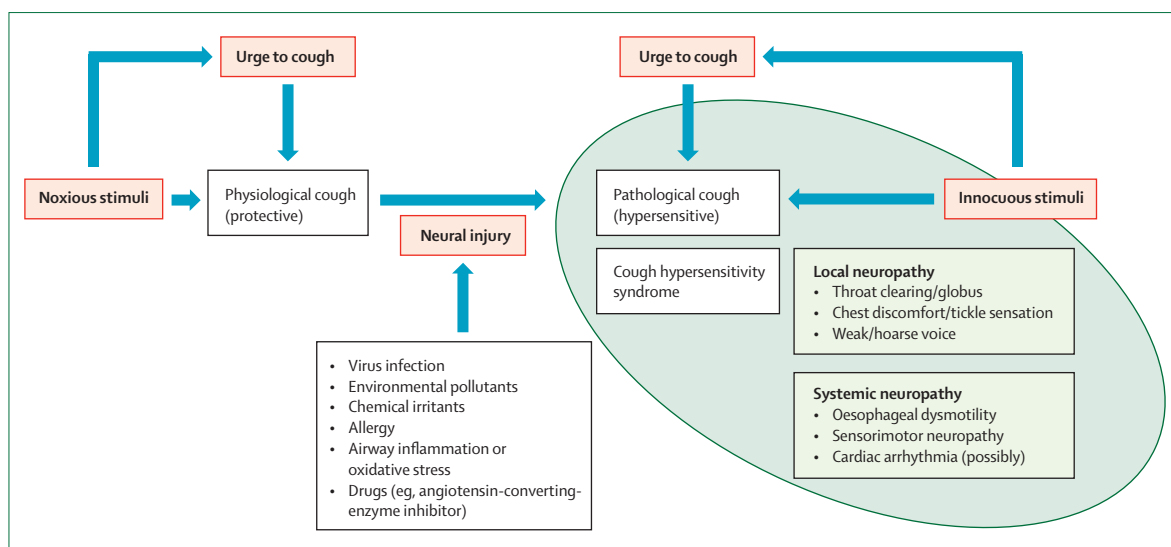 Urge to cough
Urge to cough
Noxious stimuli
Physiological cough
(protective)
Neural injury
Pathological cough
(hypersensitive)
Innocuous stimuli
Cough hypersensitivity
syndrome
Local neuropathy
• Throat clearing/globus
• Chest discomfort/tickle sensation
• Weak/hoarse voice
• Virus infection
• Environmental pollutants
• Chemical irritants
• Allergy
• Airway inflammation or
oxidative stress
• Drugs (eg, angiotensin-converting-
enzyme inhibitor)
Systemic neuropathy
• Oesophageal dysmotility
• Sensorimotor neuropathy
• Cardiac arrhythmia (possibly)